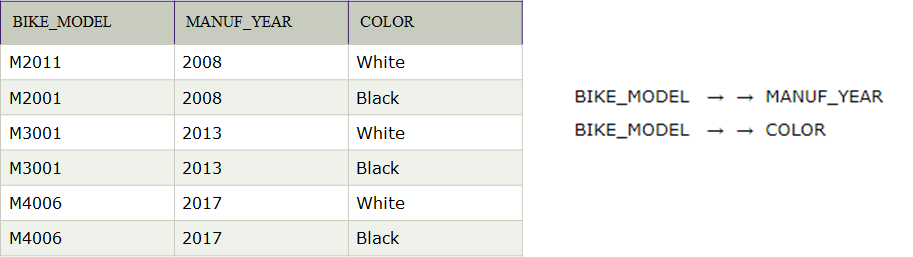 BIKE_MODEL MANUF_YEAR COLOR
M2011 2008 White
M2001 2008 Black
M3001 2013 White
M3001 2013 Black
M4006 2017 White
M4006 2017 Black
BIKE_MODEL → → MANUF_YEAR
BIKE_MODEL → → COLOR